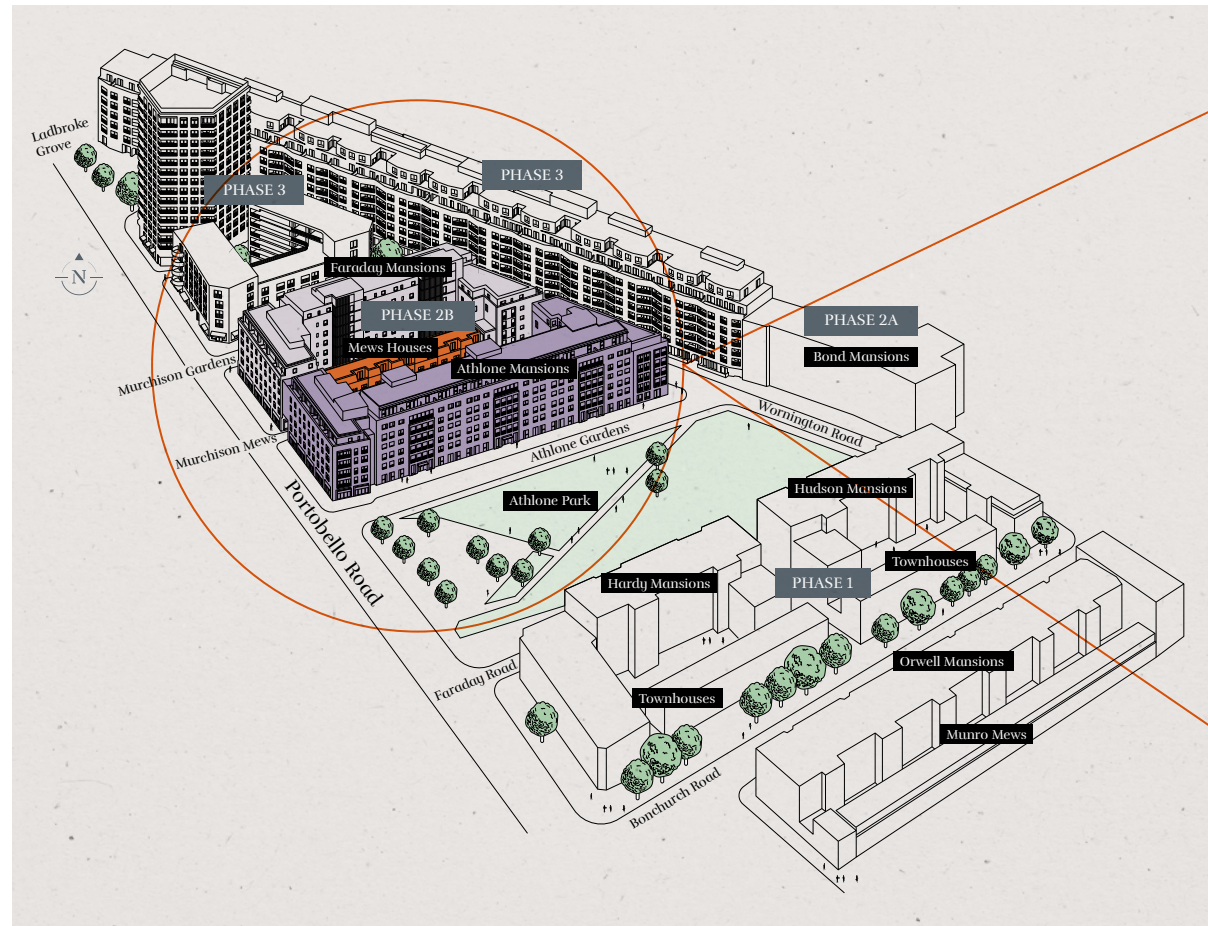 Ladbroke
Grove
PHASE 3
PHASE 3
N
Faraday Mansions
PHASE 2B
PHASE 2A
Mews Houses
Bond Mansions
Athlone Mansions
Murchison Gardens
Murchison Mews
Wornington Road
Athlone Gardens
Portobello Road
Athlone Park
Hudson Mansions
Townhouses
Hardy Mansions
PHASE 1
Faraday Road
Orwell Mansions
Townhouses
Munro Mews
Bonchurch Road